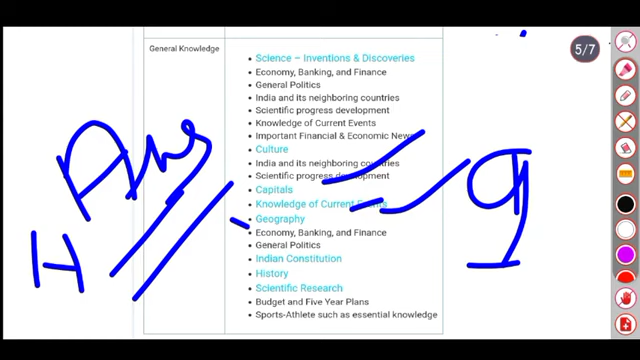 5/7
General Knowledge
Science – Inventions & Discoveries
Economy, Banking, and Finance
General Politics
India and its neighboring countries
Scientific progress development
Knowledge of Current Events
Important Financial & Economic News
Culture
India and its neighboring countries
Scientific progress development
Capitals
Knowledge of Current Events
Geography
Economy, Banking, and Finance
General Politics
Indian Constitution
History
Scientific Research
Budget and Five Year Plans
Sports-Athlete such as essential knowledge